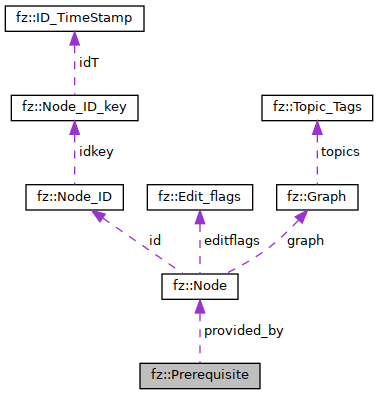 fz::ID_TimeStamp
idT
fz::Node_ID_key
fz::Topic_Tags
idkey
topics
fz::Node_ID
fz::Edit_flags
fz::Graph
id
editflags
graph
fz::Node
provided_by
fz::Prerequisite